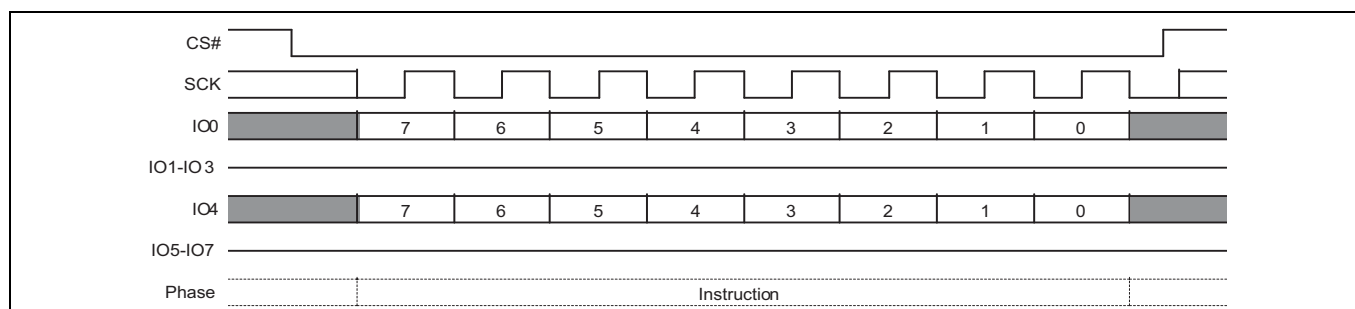 CS#
SCK
IO0 7 6 5 4 3 2 1 0
IO1-IO3
IO4 7 6 5 4 3 2 1 0
IO5-IO7
Phase Instruction